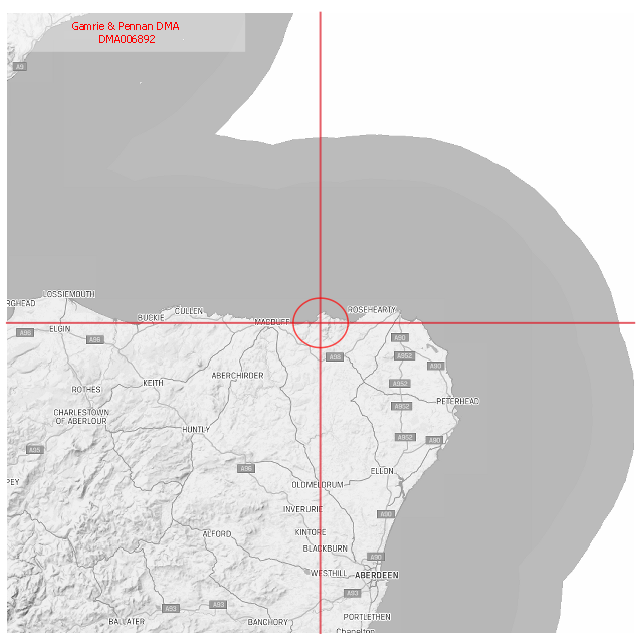 Gamrie & Pennan DMA
DMA006892
A9
LOSSIEMOUTH
RGHEAD
CULLEN
ROSEHEARTY
BUCKIE
MACDUFF
ELGIN
A96
A96
A90
A98
A952
A90
ABERCHIRDER
KEITH
A952
ROTHES
PETERHEAD
A952
CHARLESTOWN
OF ABERLOUR
HUNTLY
A952
A90
A95
A96
ELLON
PEY
OLDMELDRUM
INVERURIE
A90
ALFORD
KINTORE
BLACKBURN
A90
WESTHILL
ABERDEEN
A93
A93
A93
BALLATER
BANCHORY
PORTLETHEN
Chapelton